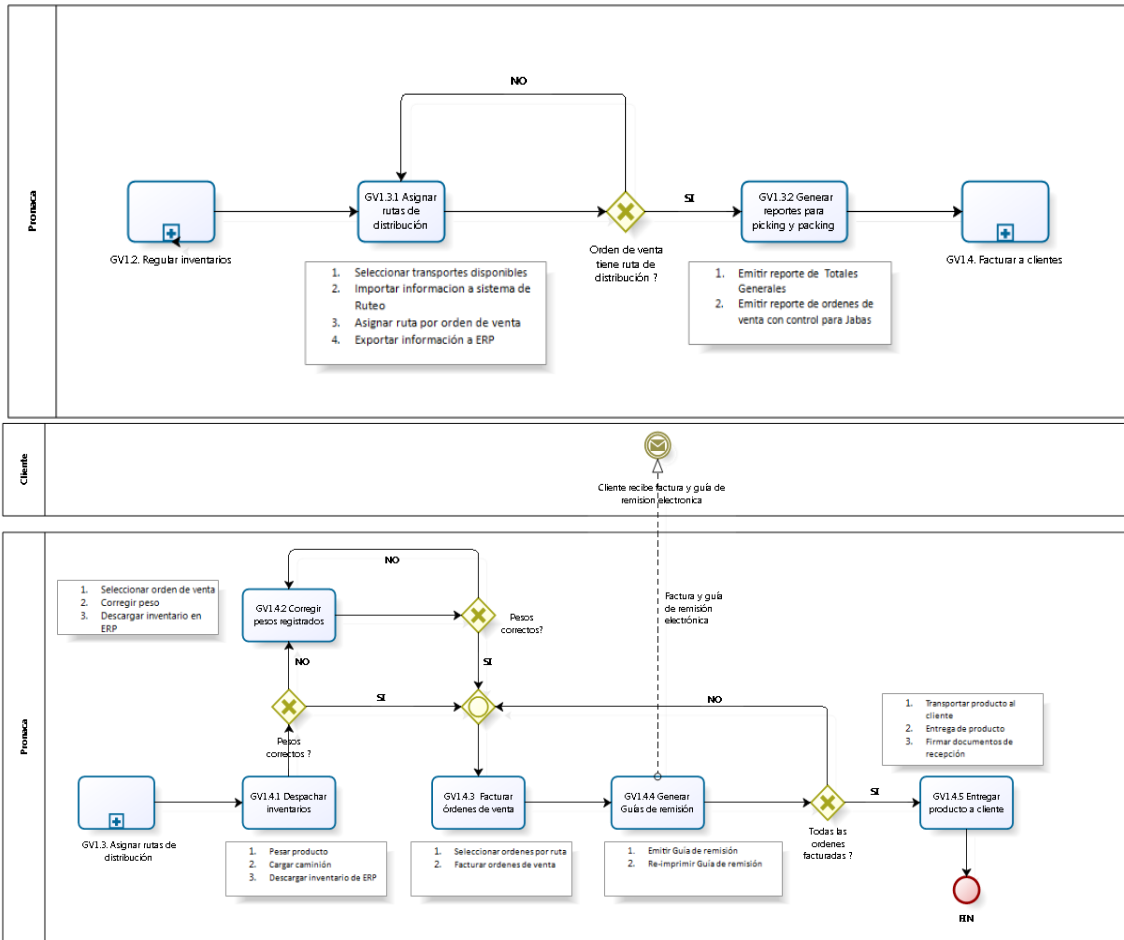 Pronaca
NO
GV1.3.1 Asignar
rutas de
distribución
SI
GV1.3.2 Generar
reportes para
picking y packing
GV1.2. Regular inventarios
Orden de venta
tiene ruta de
distribución ?
GV1.4. Facturar a clientes
1. Seleccionar transportes disponibles
2. Importar informacion a sistema de
Ruteo
3. Asignar ruta por orden de venta
4. Exportar información a ERP
1. Emitir reporte de Totales
Generales
2. Emitir reporte de ordenes de
venta con control para Jabas
Cliente
Cliente recibe factura y guía de
remision electronica
Pronaca
NO
1. Seleccionar orden de venta
2. Corregir peso
3. Descargar inventario en
ERP
GV1.4.2 Corregir
pesos registrados
Pesos
correctos?
Factura y guía
de remisión
electrónica
NO
SI
SI
NO
Pesos
correctos ?
1. Transportar producto al
cliente
2. Entrega de producto
3. Firmar documentos de
recepción
GV1.3. Asignar rutas de
distribución
GV1.4.1 Despachar
inventarios
GV1.4.3 Facturar
órdenes de venta
GV1.4.4 Generar
Guías de remisión
SI
Todas las
ordenes
facturadas ?
GV1.4.5 Entregar
producto a cliente
1. Pesar producto
2. Cargar caminión
3. Descargar inventario de ERP
1. Seleccionar ordenes por ruta
2. Facturar ordenes de venta
1. Emitir Guia de remisión
2. Re-imprimir Guia de remisión
FIN